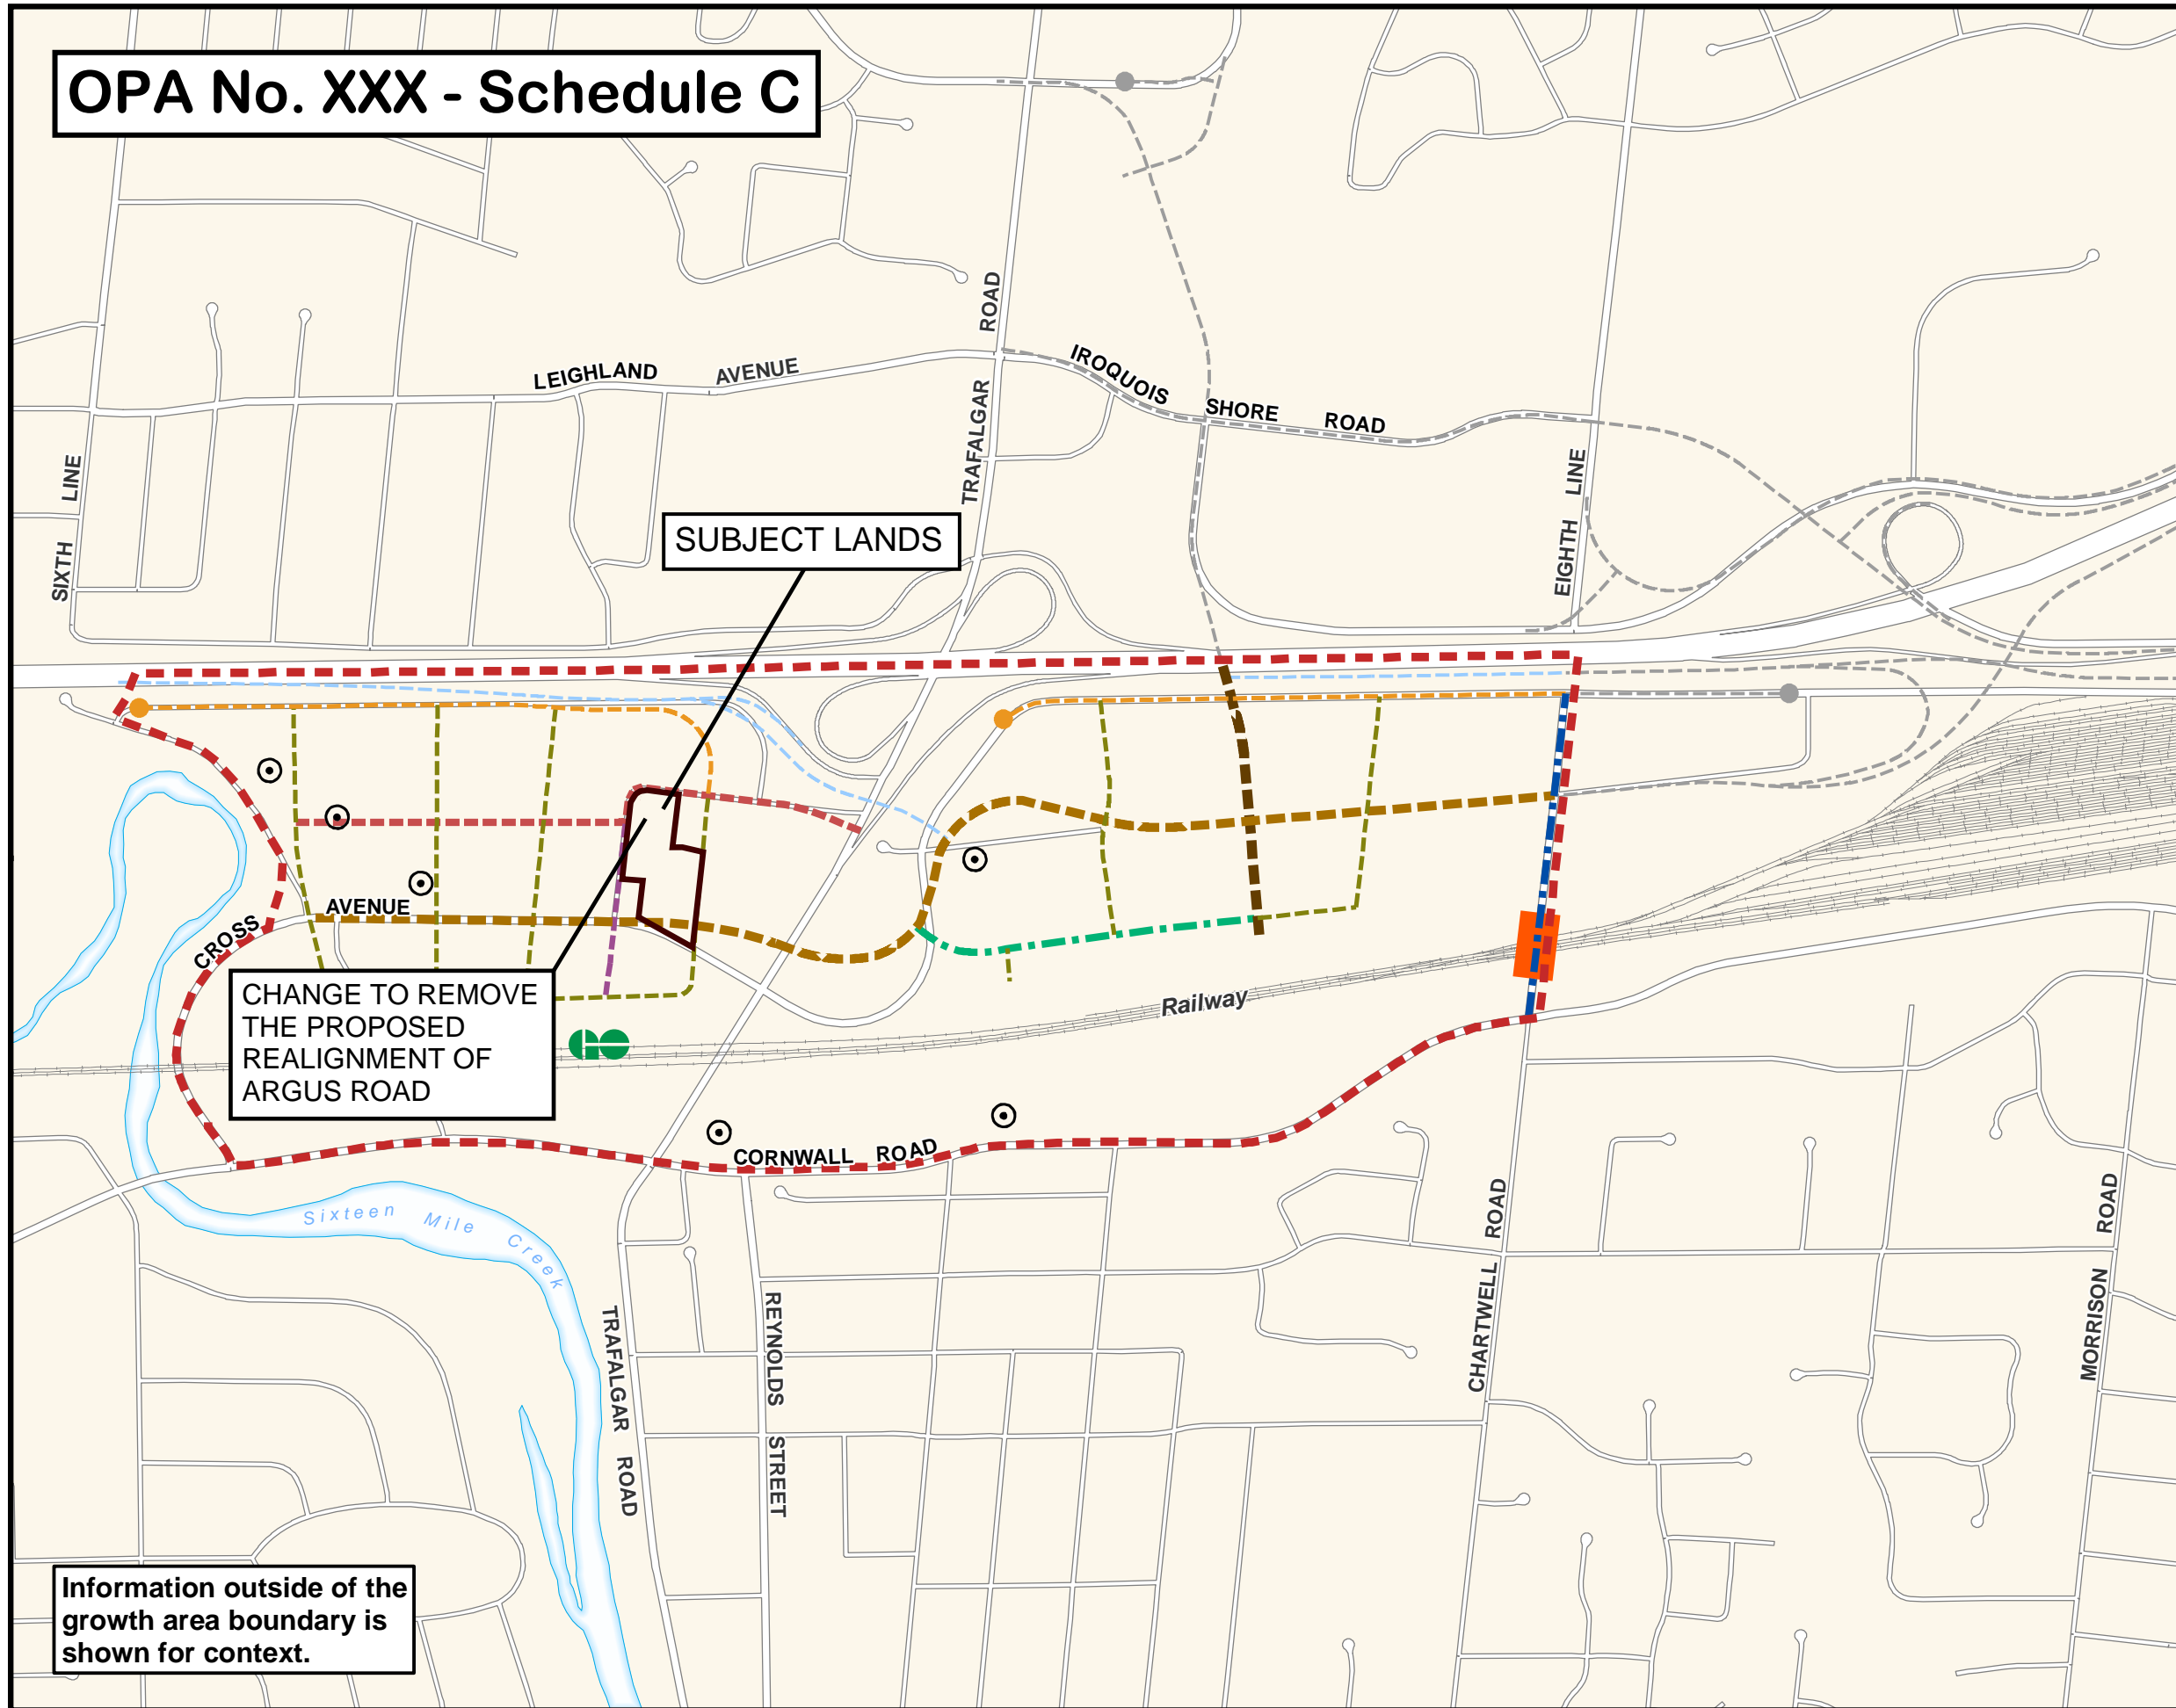 OPA No. XXX - Schedule C
ROAD
LEIGHLAND AVENUE
IROQUOIS SHORE ROAD
TRAFALGAR
SIXTH LINE
EIGHTH LINE
SUBJECT LANDS
CROSS AVENUE
CHANGE TO REMOVE
THE PROPOSED
REALIGNMENT OF
ARGUS ROAD
Railway
CORNWALL ROAD
Sixteen Mile Creek
TRAFALGAR ROAD
REYNOLDS STREET
CHARTWELL ROAD
MORRISON ROAD
Information outside of the
growth area boundary is
shown for context.